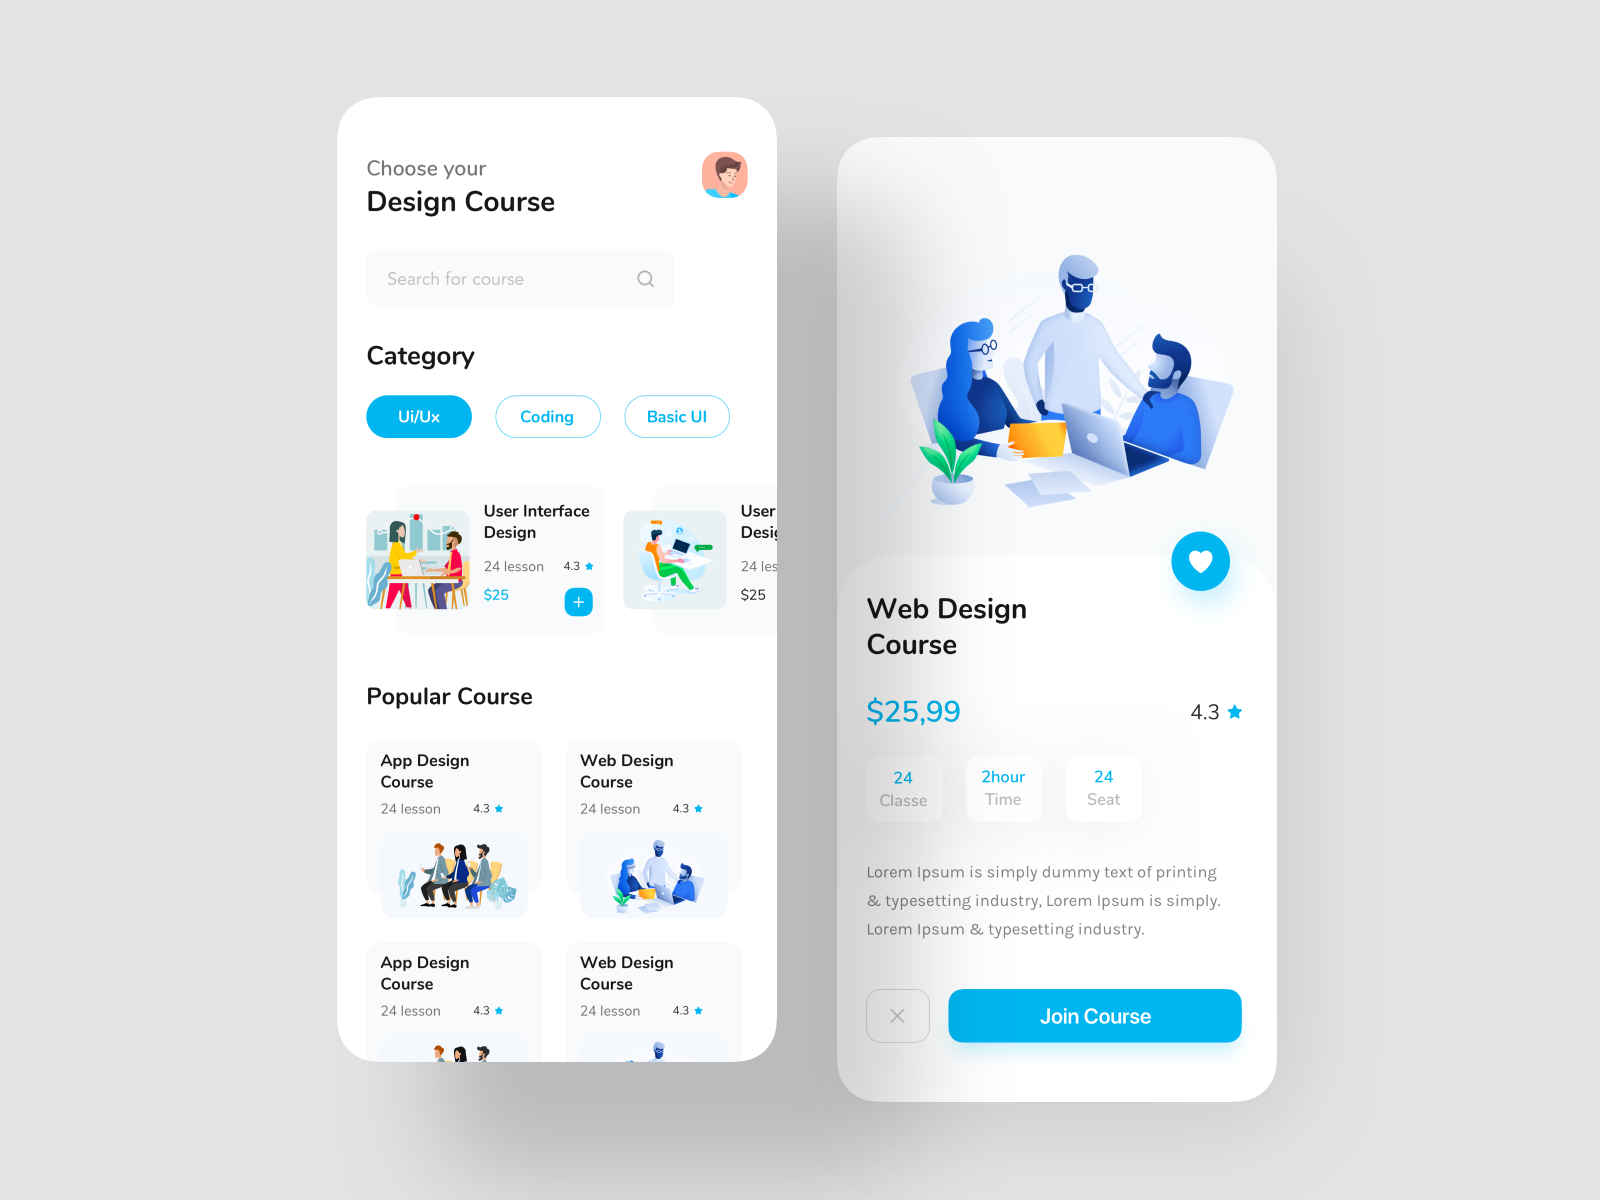 Choose your
Design Course
Search for course
Category
Ui/Ux
Coding
Basic UI
User Interface
Design
24 lesson
4.3
$25
User
24 les
$25
Popular Course
App Design
Course
24 lesson
4.3
Web Design
Course
24 lesson
4.3
App Design
Course
24 lesson
4.3
Web Design
Course
24 lesson
4.3
Web Design
Course
$25,99
4.3
24
Classe
2hour
Time
24
Seat
Lorem Ipsum is simply dummy text of printing
& typesetting industry, Lorem Ipsum is simply.
Lorem Ipsum & typesetting industry.
Join Course